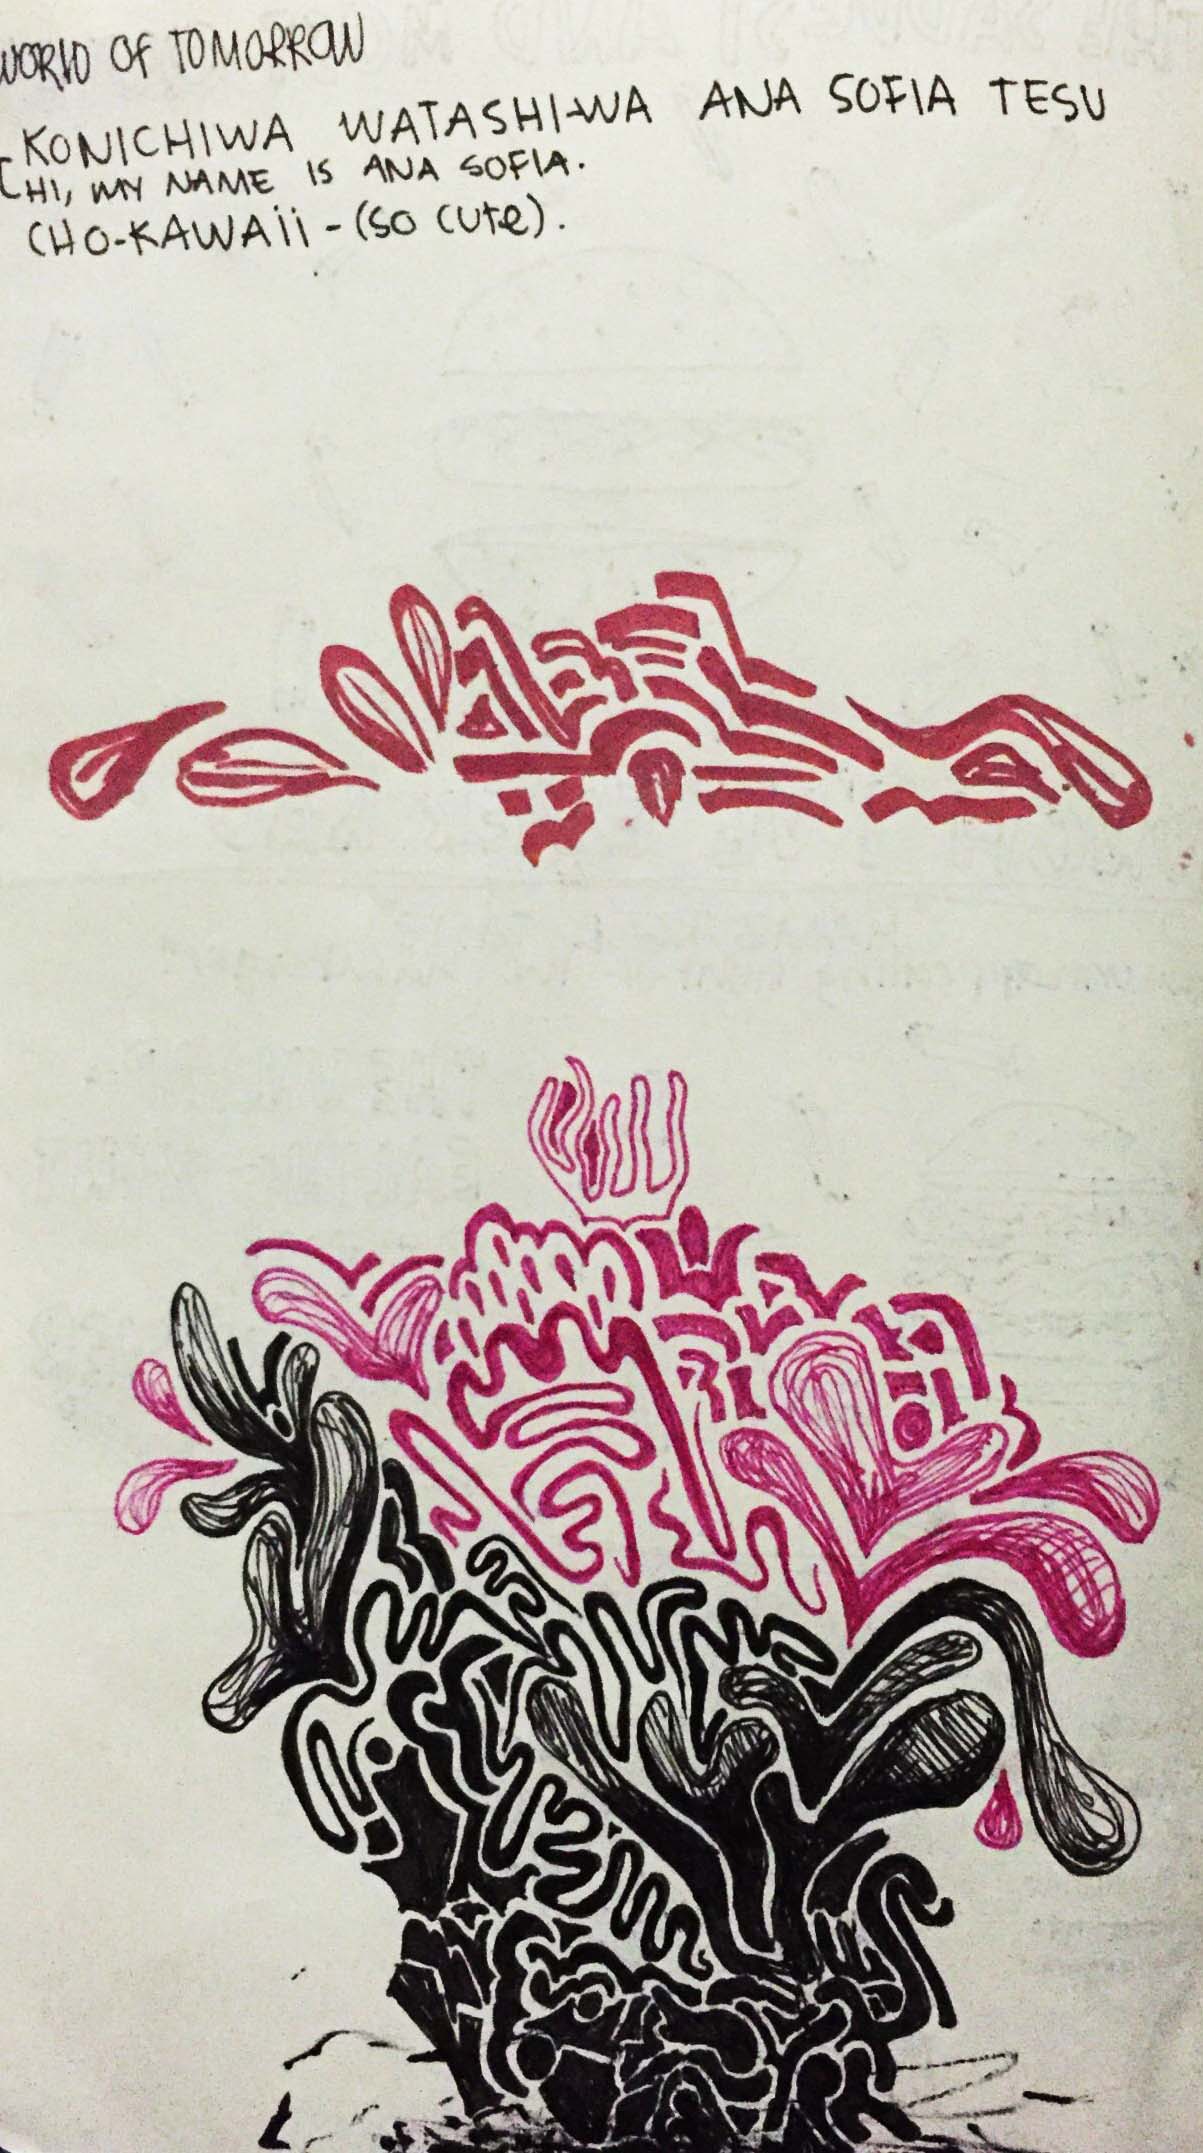 WORLD OF TOMORROW
KONICHIWA WATASHI-WA ANA SOFIA TESU
HI, MY NAME IS ANA SOFIA.
CHO-KAWAii - (SO CUTE).